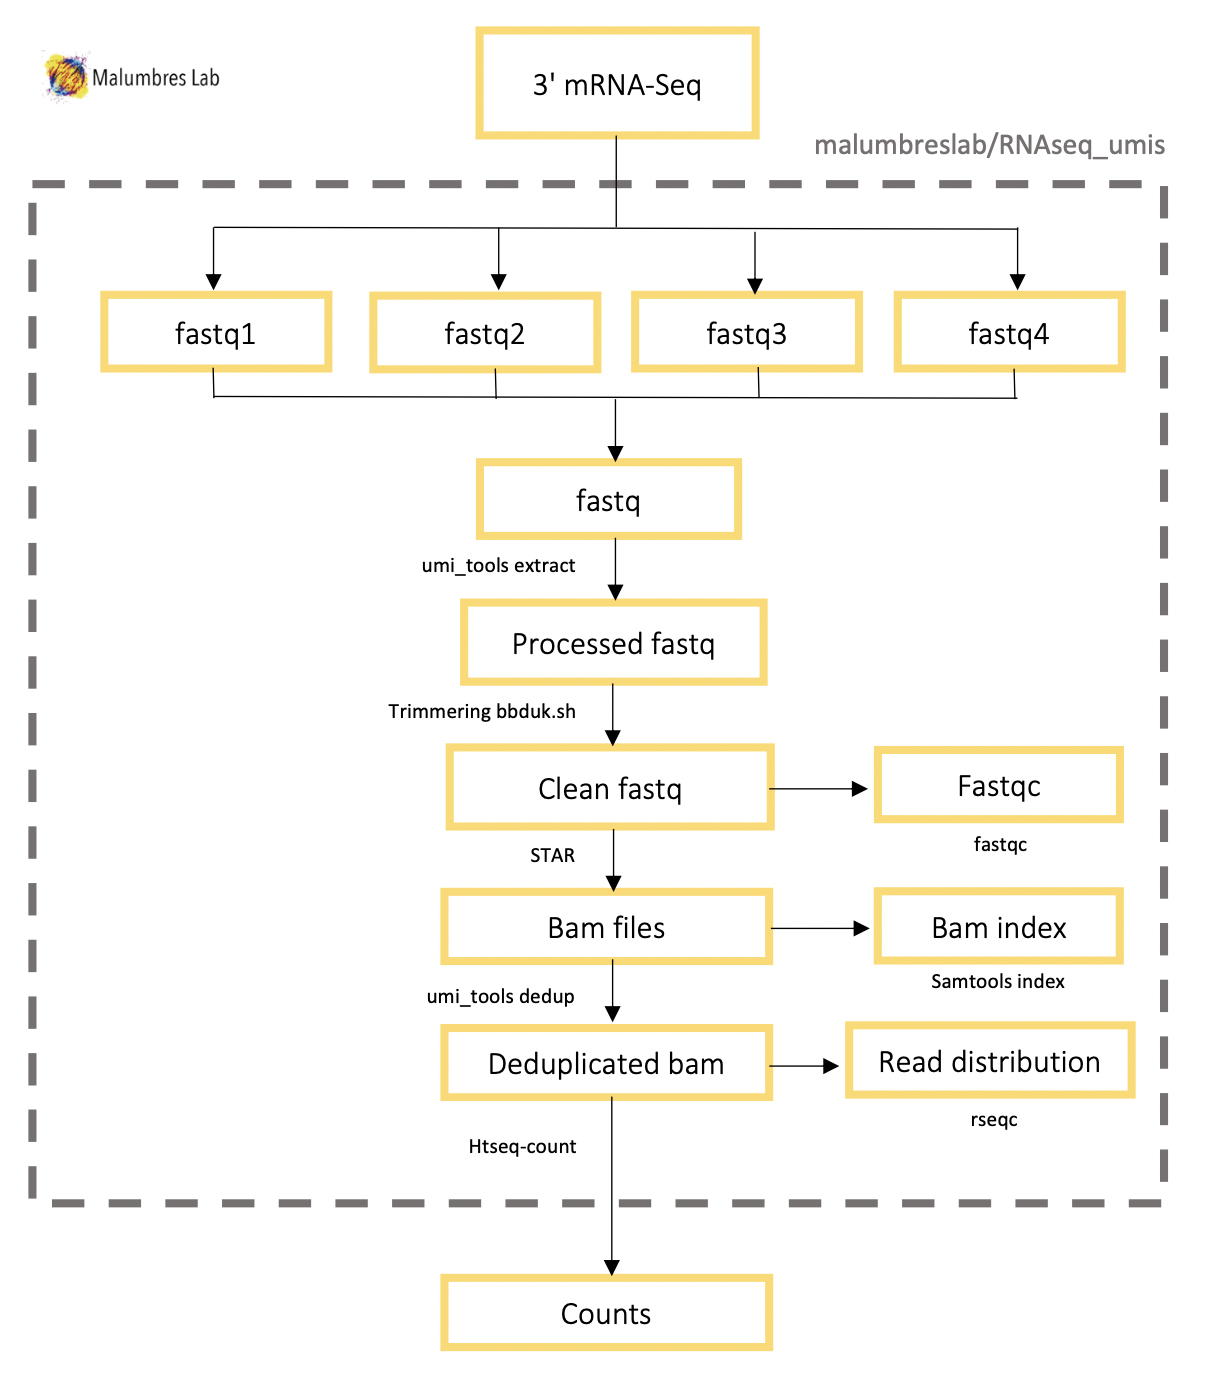 Malumbres Lab
3' mRNA-Seq
malumbreslab/RNAseq_umis
fastq1
fastq2
fastq3
fastq4
fastq
umi_tools extract
Processed fastq
Trimmering bbduk.sh
Clean fastq
Fastqc
fastqc
STAR
Bam files
Bam index
Samtools index
umi_tools dedup
Deduplicated bam
Read distribution
rseqc
Htseq-count
Counts